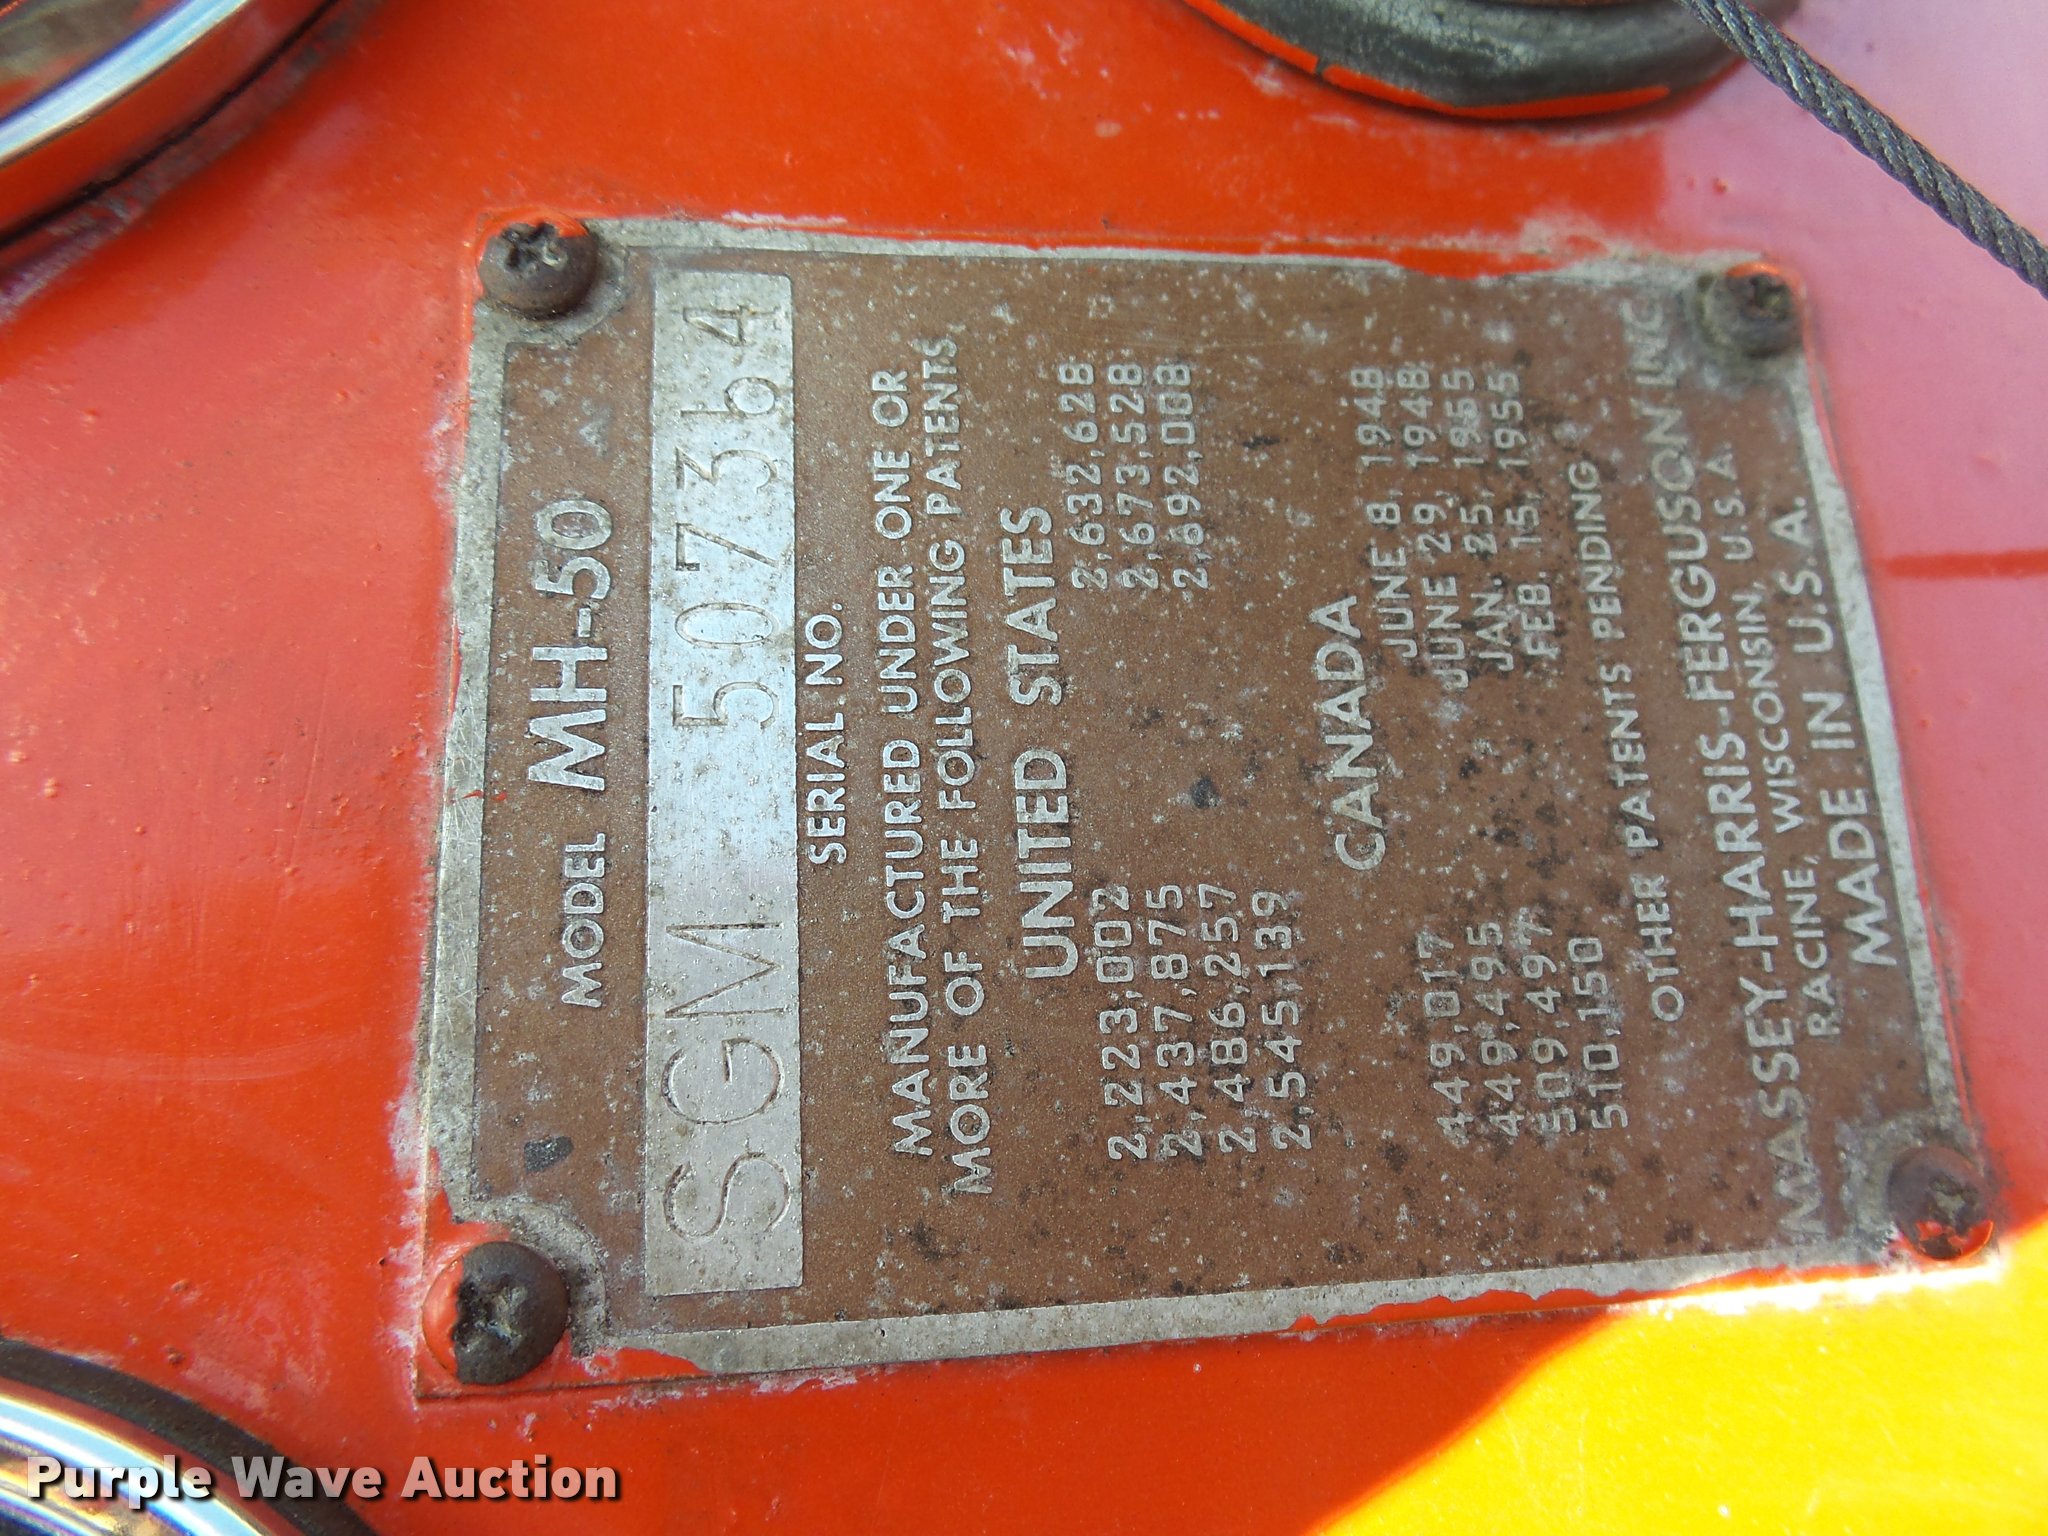 MODEL MH-50
SGM 507364
SERIAL NO.
MANUFACTURED UNDER ONE OR
MORE OF THE FOLLOWING PATENTS
UNITED STATES
2,223,002 2,632,628
2,437,875 2,673,528
2,486,257 2,692,008
2,545,139
CANADA
449,017 JUNE 8, 1948
449,495 JUNE 29, 1948
509,497 JAN. 25, 1955
510,150 FEB. 15, 1955
OTHER PATENTS PENDING
MASSEY-HARRIS-FERGUSON INC.
RACINE, WISCONSIN, U.S.A.
MADE IN U.S.A.
Purple Wave Auction